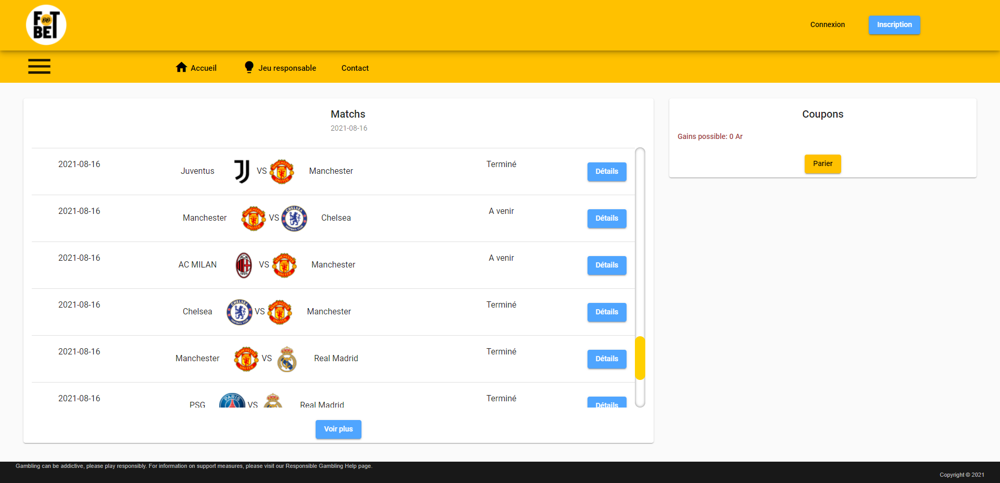 FOOT
BET
Connexion
Inscription
Accueil
Jeu responsable
Contact
Matchs
2021-08-16
2021-08-16 Juventus VS Manchester Terminé Détails
2021-08-16 Manchester VS Chelsea A venir Détails
2021-08-16 AC MILAN VS Manchester A venir Détails
2021-08-16 Chelsea VS Manchester Terminé Détails
2021-08-16 Manchester VS Real Madrid Terminé Détails
2021-08-16 PSG VS Real Madrid Terminé Détails
Voir plus
Coupons
Gains possible: 0 Ar
Parier
Gambling can be addictive, please play responsibly. For information on support measures, please visit our Responsible Gambling Help page.
Copyright © 2021